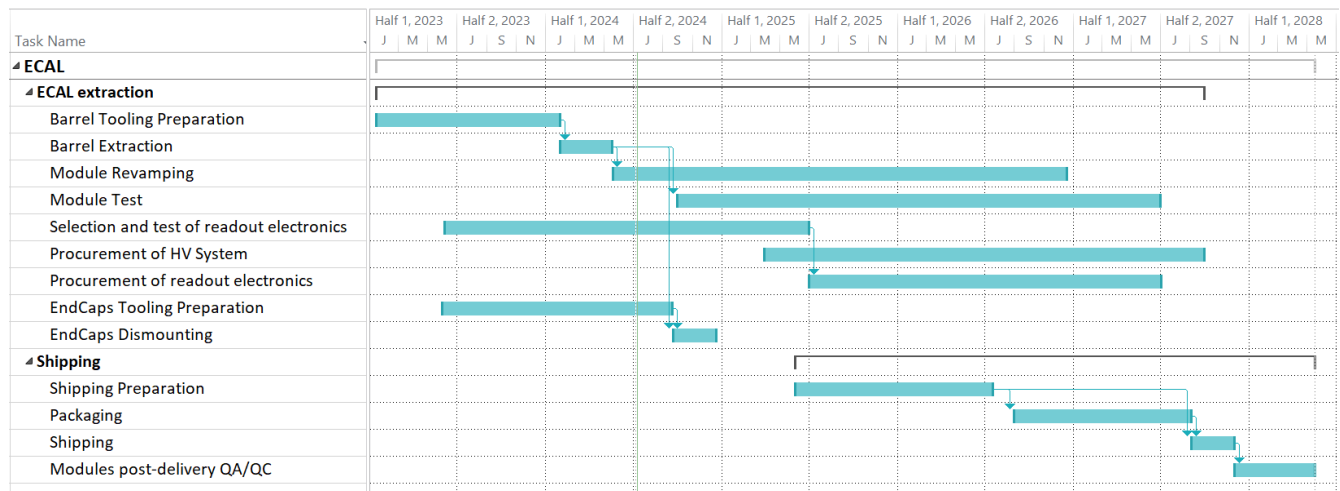 Half 1, 2023 Half 2, 2023 Half 1, 2024 Half 2, 2024 Half 1, 2025 Half 2, 2025 Half 1, 2026 Half 2, 2026 Half 1, 2027 Half 2, 2027 Half 1, 2028
Task Name J M M J S N J M M J S N J M M J S N J M M J S N J M M J S N J M M
ECAL
ECAL extraction
Barrel Tooling Preparation
Barrel Extraction
Module Revamping
Module Test
Selection and test of readout electronics
Procurement of HV System
Procurement of readout electronics
EndCaps Tooling Preparation
EndCaps Dismounting
Shipping
Shipping Preparation
Packaging
Shipping
Modules post-delivery QA/QC